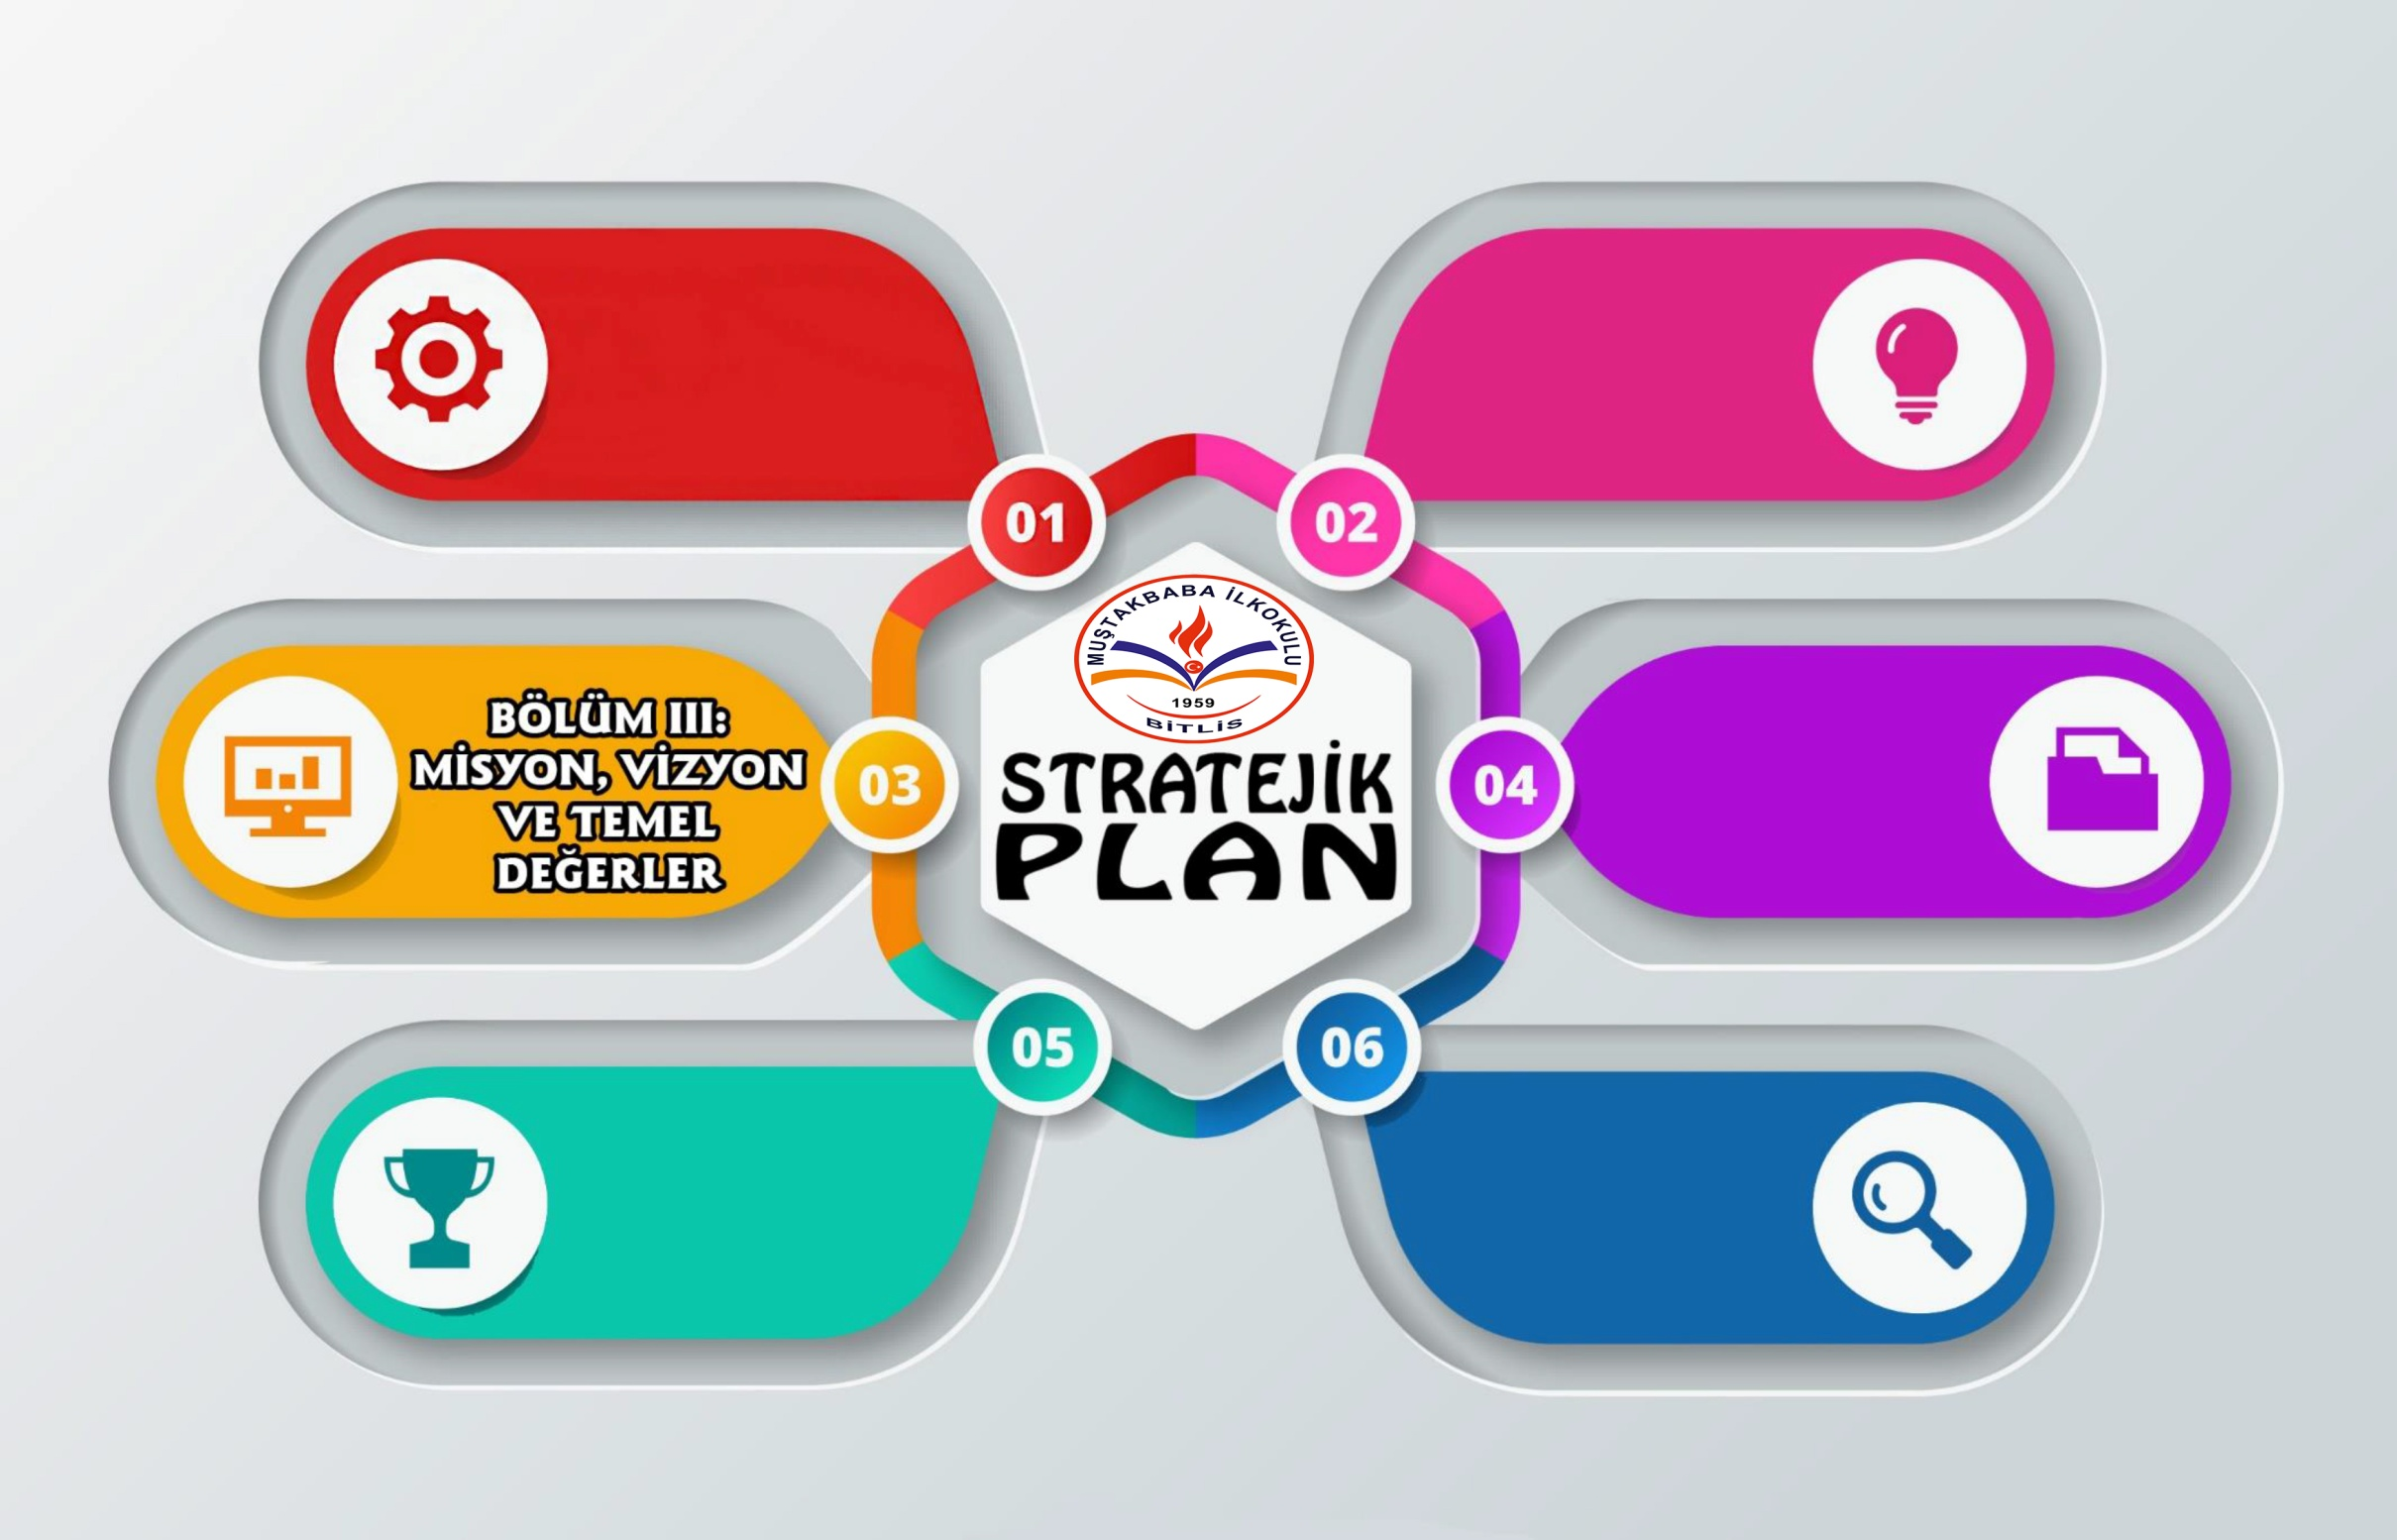 01
02
MUŞTAKBABA İLKOKULU
1959
BİTLİS
STRATEJİK
PLAN
BÖLÜM III:
MİSYON, VİZYON
VE TEMEL
DEĞERLER
03
04
05
06